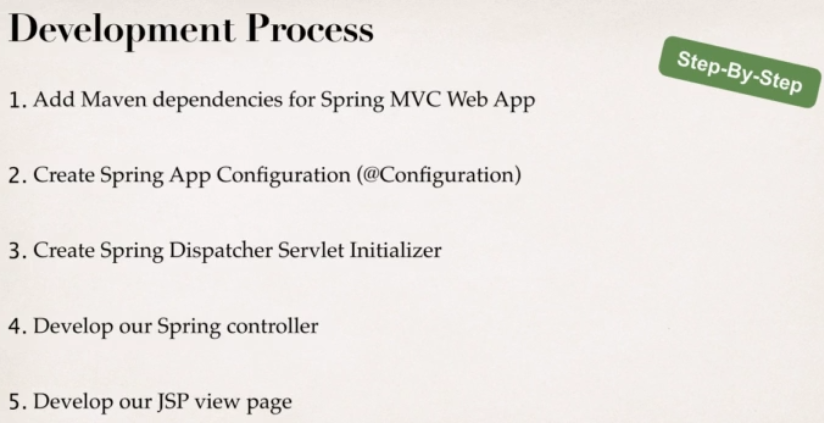 Development Process
Step-By-Step
1. Add Maven dependencies for Spring MVC Web App
2. Create Spring App Configuration (@Configuration)
3. Create Spring Dispatcher Servlet Initializer
4. Develop our Spring controller
5. Develop our JSP view page